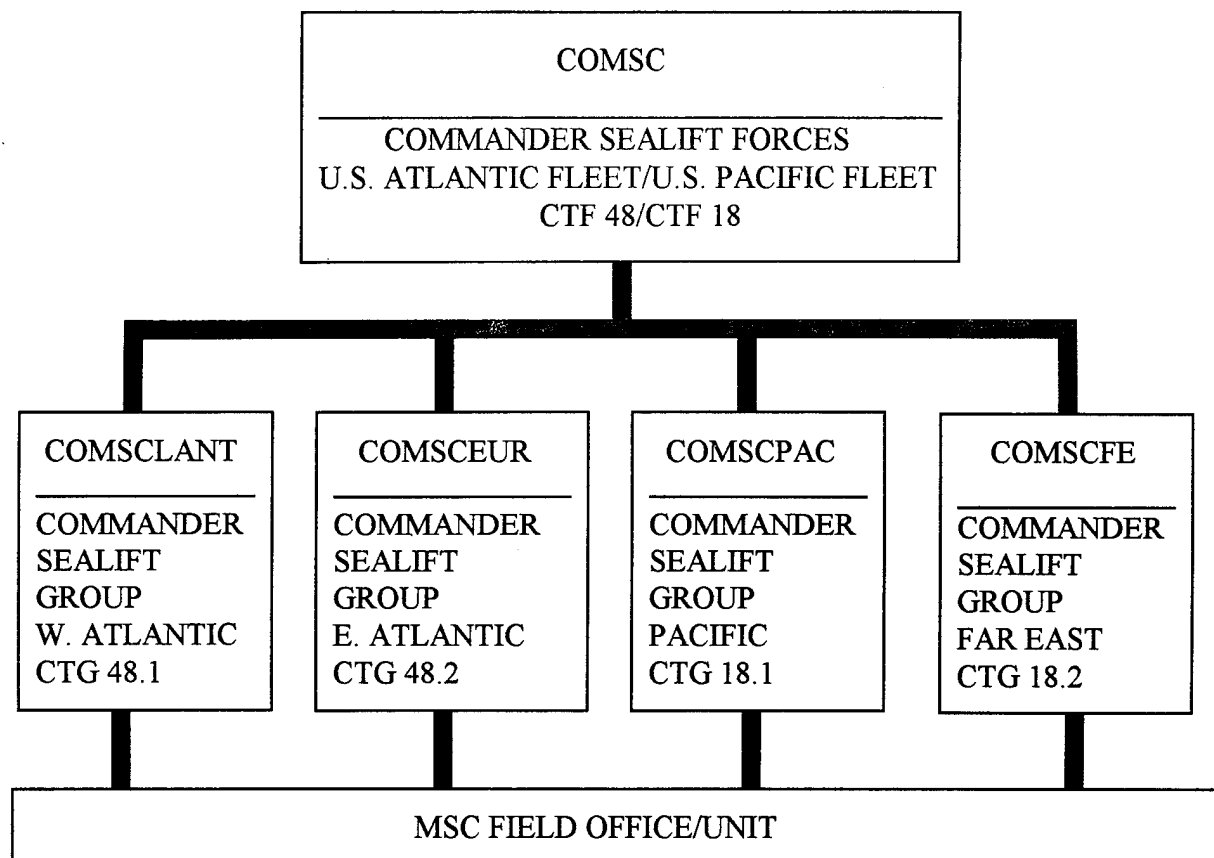 COMSC
COMMANDER SEALIFT FORCES
U.S. ATLANTIC FLEET/U.S. PACIFIC FLEET
CTF 48/CTF 18
COMSCLANT
COMMANDER
SEALIFT
GROUP
W. ATLANTIC
CTG 48.1
COMSCEUR
COMMANDER
SEALIFT
GROUP
E. ATLANTIC
CTG 48.2
COMSCPAC
COMMANDER
SEALIFT
GROUP
PACIFIC
CTG 18.1
COMSCFE
COMMANDER
SEALIFT
GROUP
FAR EAST
CTG 18.2
MSC FIELD OFFICE/UNIT